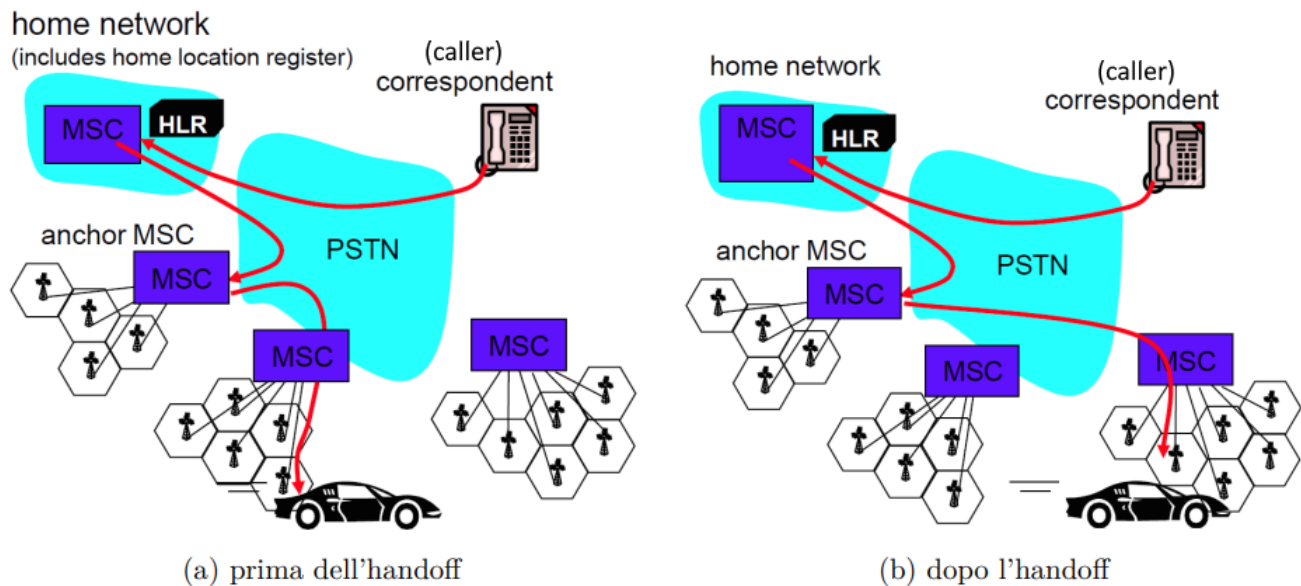 home network
(includes home location register)
(caller)
correspondent
MSC
HLR
PSTN
anchor MSC
MSC
MSC
MSC
(a) prima dell'handoff
home network
(caller)
correspondent
MSC
HLR
PSTN
anchor MSC
MSC
MSC
MSC
(b) dopo l'handoff